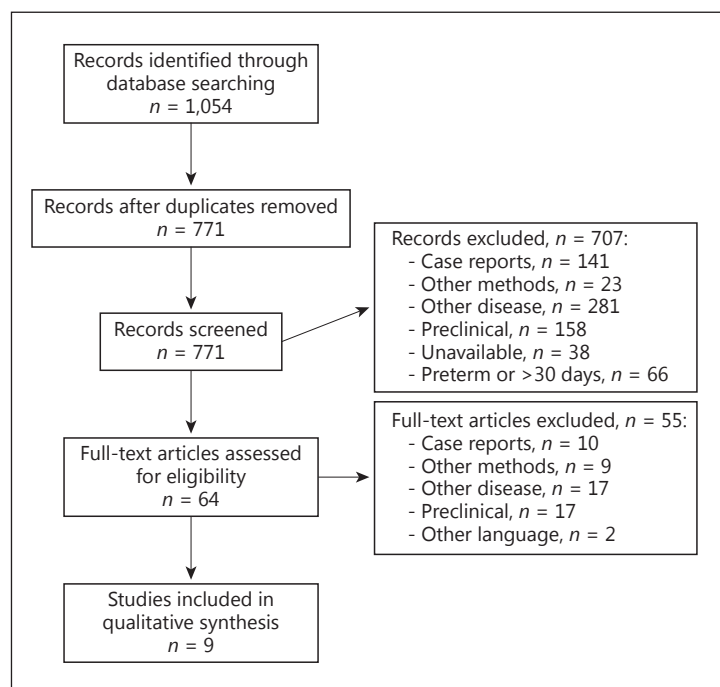 Records identified through
database searching
n = 1,054
Records after duplicates removed
n = 771
Records screened
n = 771
Records excluded, n = 707:
- Case reports, n = 141
- Other methods, n = 23
- Other disease, n = 281
- Preclinical, n = 158
- Unavailable, n = 38
- Preterm or >30 days, n = 66
Full-text articles assessed
for eligibility
n = 64
Full-text articles excluded, n = 55:
- Case reports, n = 10
- Other methods, n = 9
- Other disease, n = 17
- Preclinical, n = 17
- Other language, n = 2
Studies included in
qualitative synthesis
n = 9